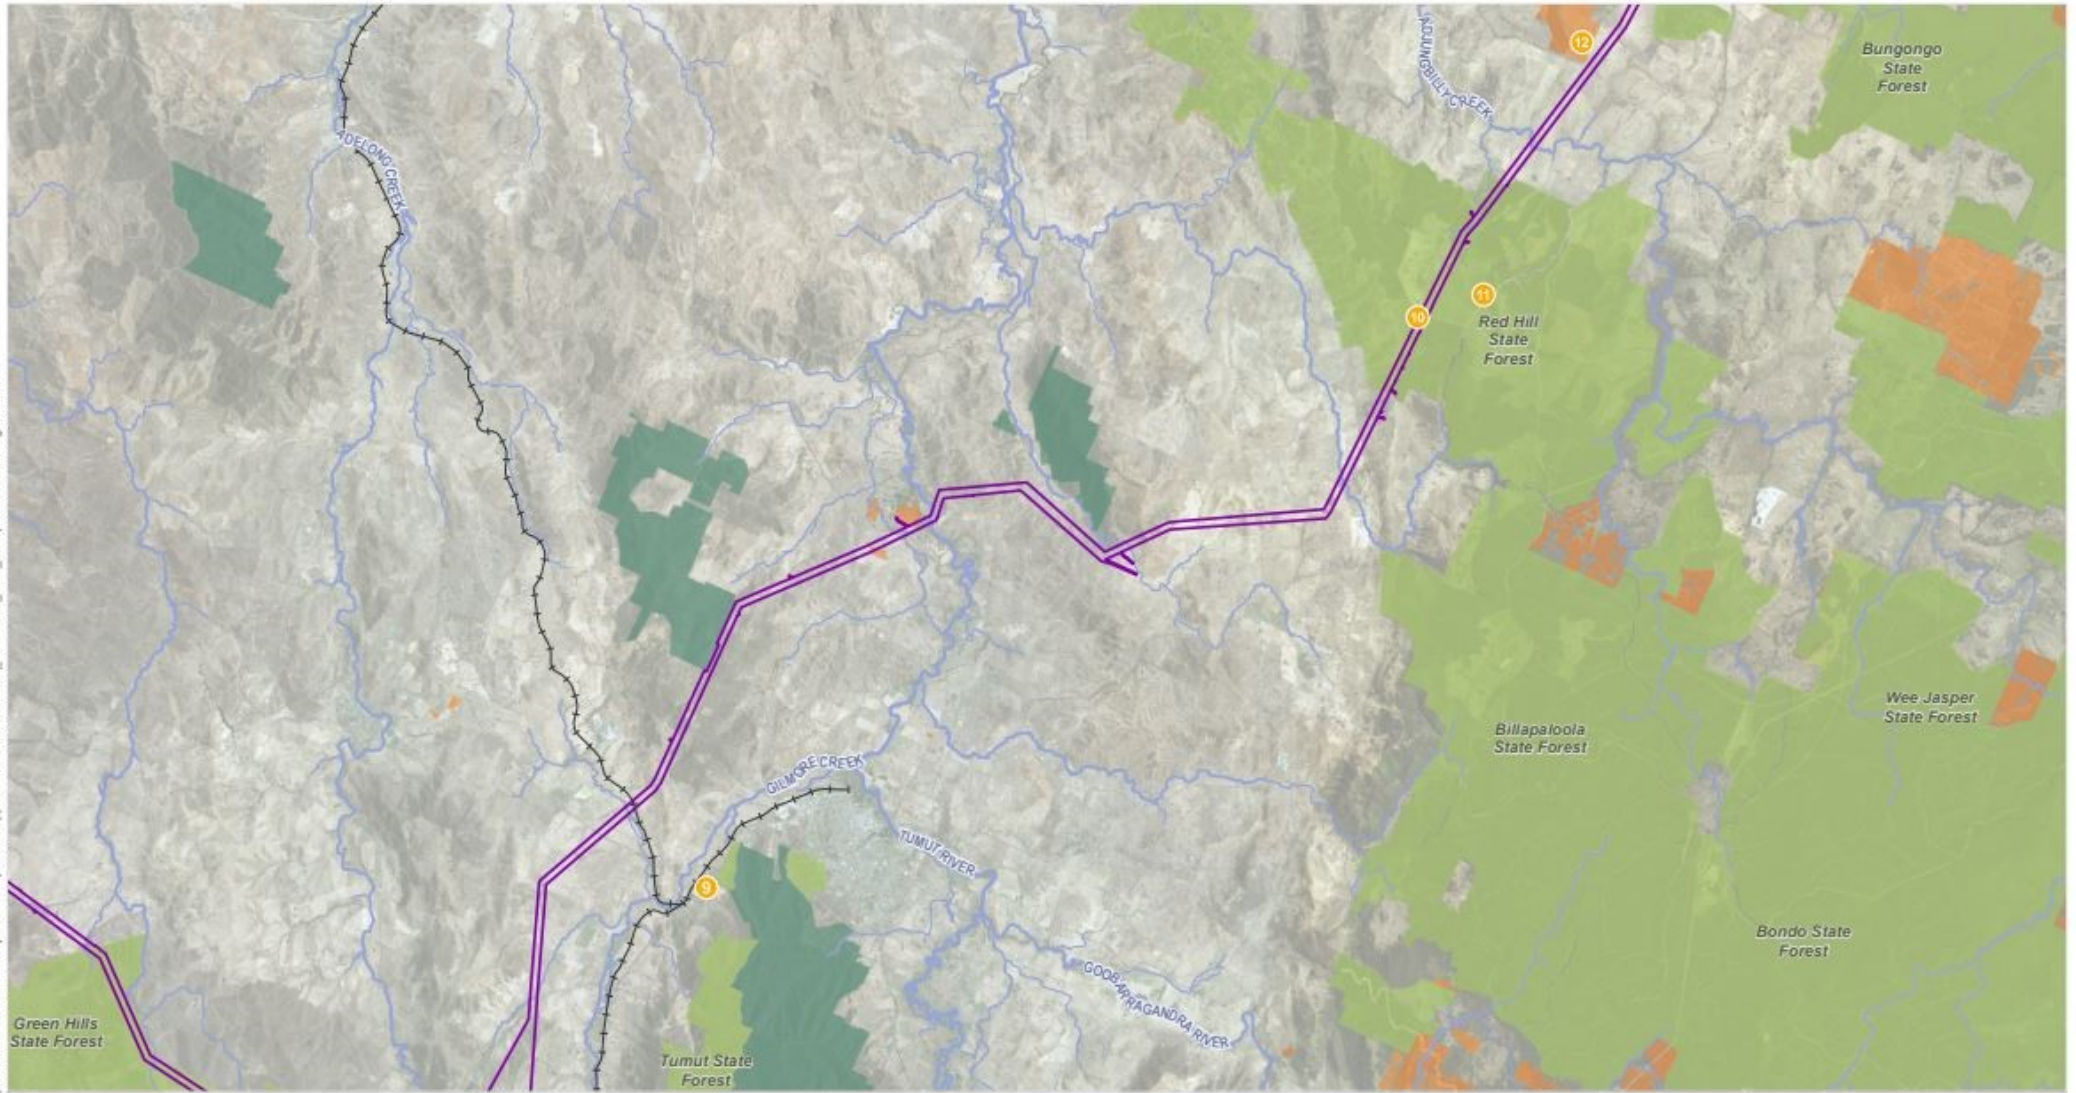 12
Bungongo
State
Forest
ADJUNGBILLY CREEK
ADELONG CREEK
11
10
Red Hill
State
Forest
Billapaloola
State Forest
Wee Jasper
State Forest
GILMORE CREEK
TUMUT RIVER
9
Bondo State
Forest
GOOBARRAGANDRA RIVER
Green Hills
State Forest
Tumut State
Forest